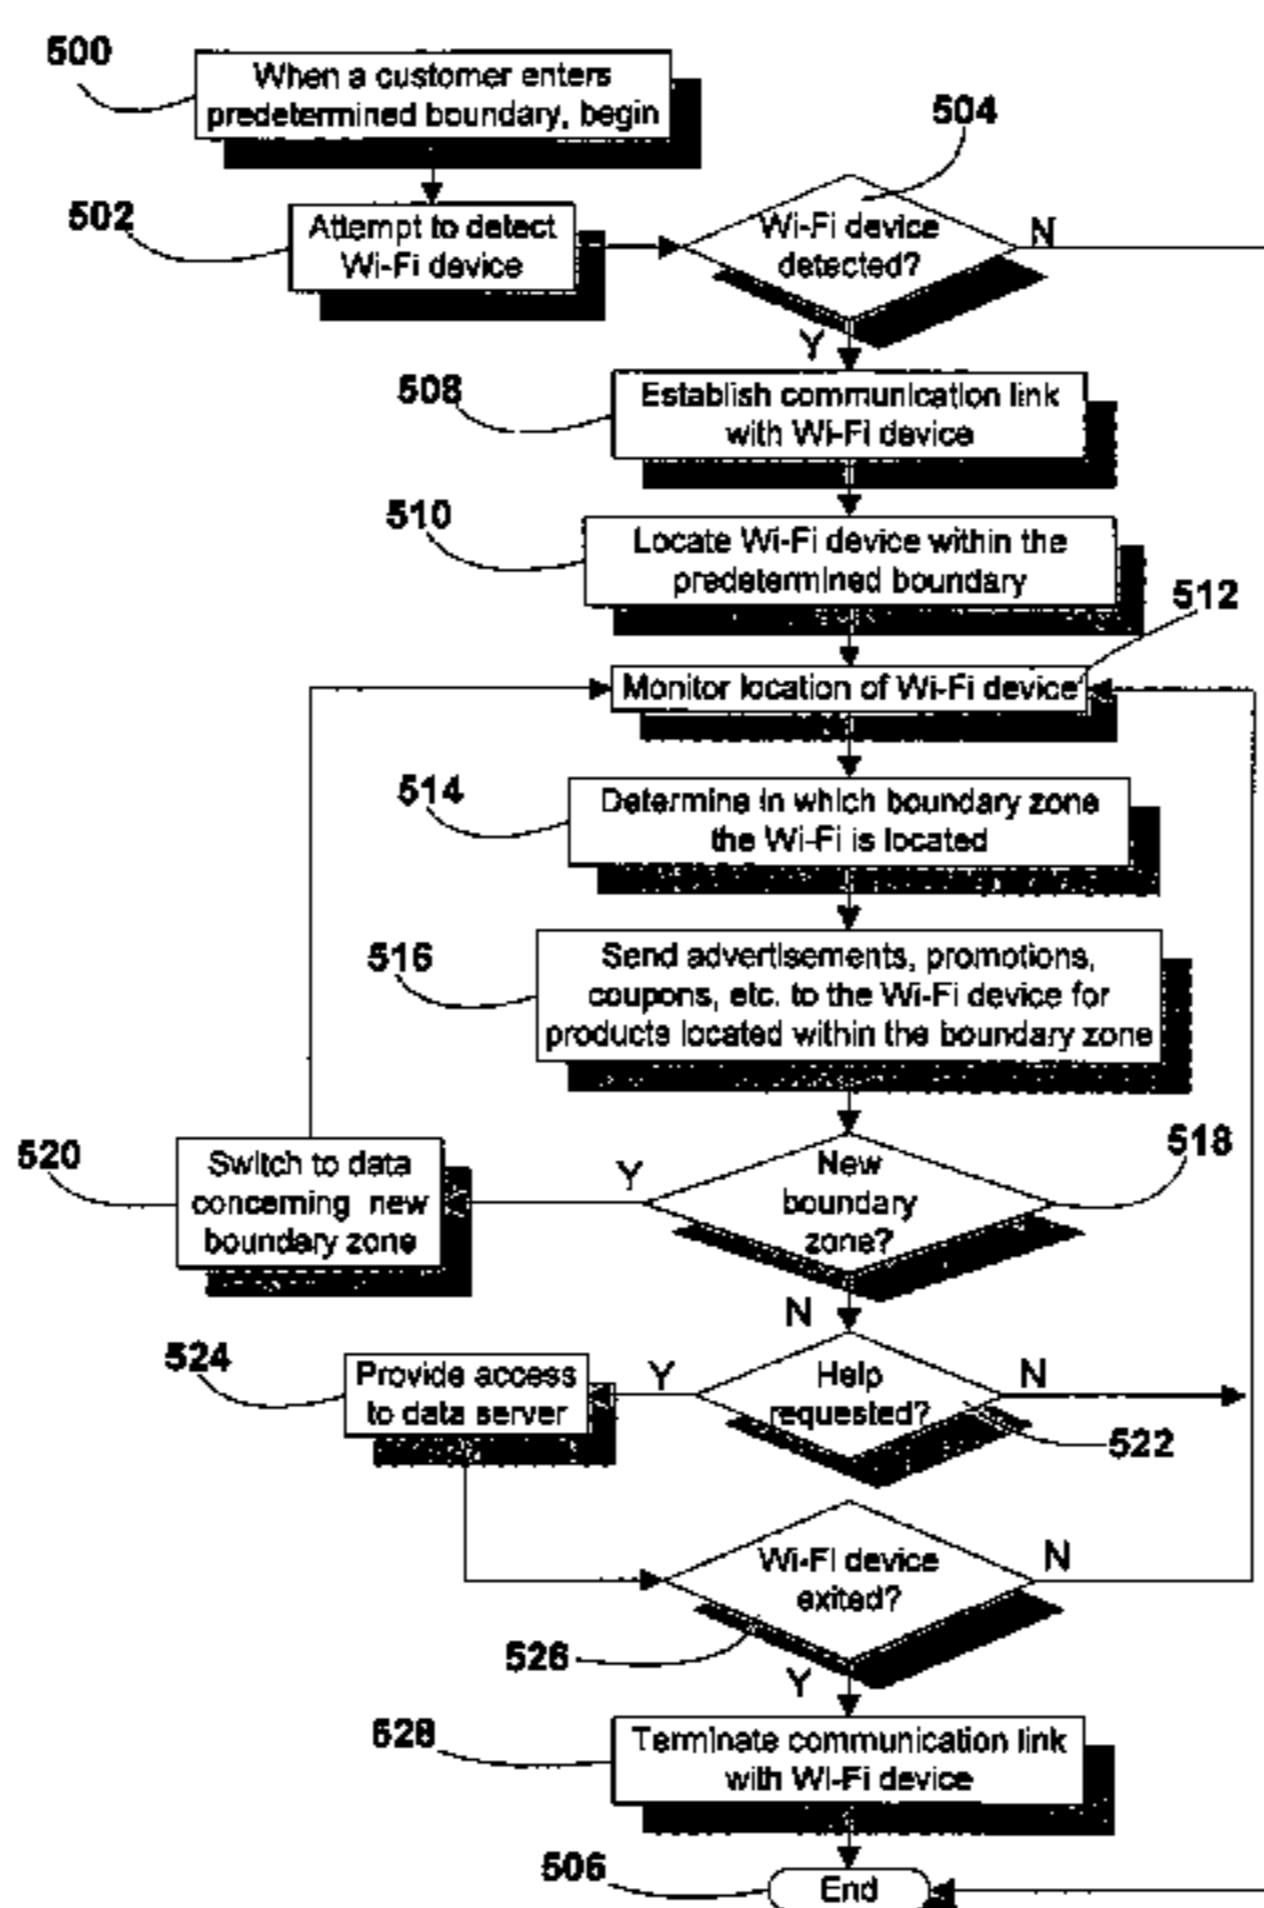 500
When a customer enters
predetermined boundary, begin
504
502
Attempt to detect
Wi-Fi device
Wi-Fi device
detected?
N
Y
508
Establish communication link
with Wi-Fi device
510
Locate Wi-Fi device within the
predetermined boundary
512
Monitor location of Wi-Fi device
514
Determine in which boundary zone
the Wi-Fi is located
516
Send advertisements, promotions,
coupons, etc. to the Wi-Fi device for
products located within the boundary zone
518
New
boundary
zone?
Y
520
Switch to data
concerning new
boundary zone
N
524
Provide access
to data server
Y
Help
requested?
N
522
Wi-Fi device
exited?
N
526
Y
528
Terminate communication link
with Wi-Fi device
506
End